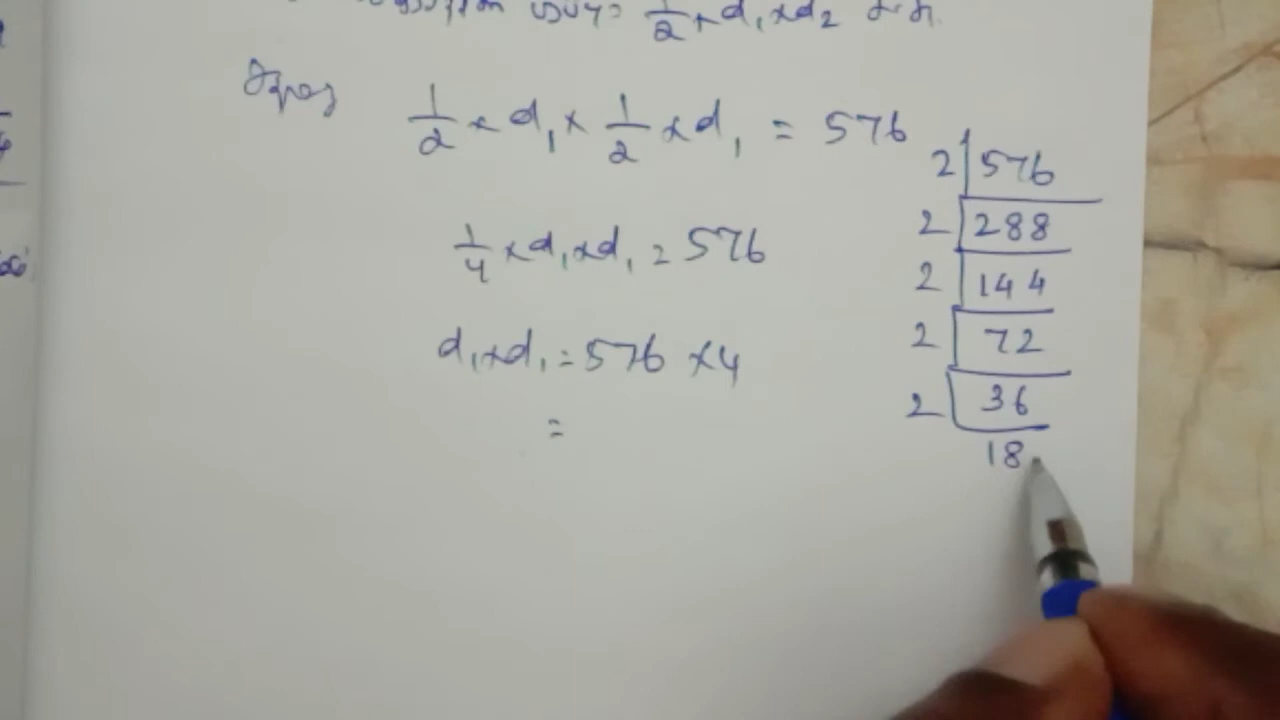 1/2 × d₁ × d₂
1/2 × d₁ × 1/2 × d₁ = 576
1/4 × d₁ × d₁ = 576
d₁ × d₁ = 576 × 4
=
2 | 576
2 | 288
2 | 144
2 | 72
2 | 36
18